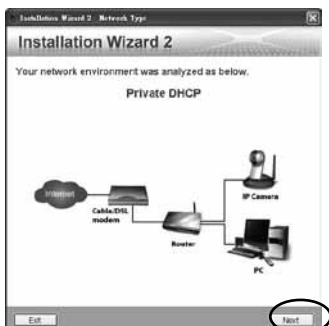 Installation Wizard 2 - Network Type
Installation Wizard 2
Your network environment was analyzed as below.
Private DHCP
Internet
Cable/DSL
modem
Router
IP Camera
PC
Exit
Next